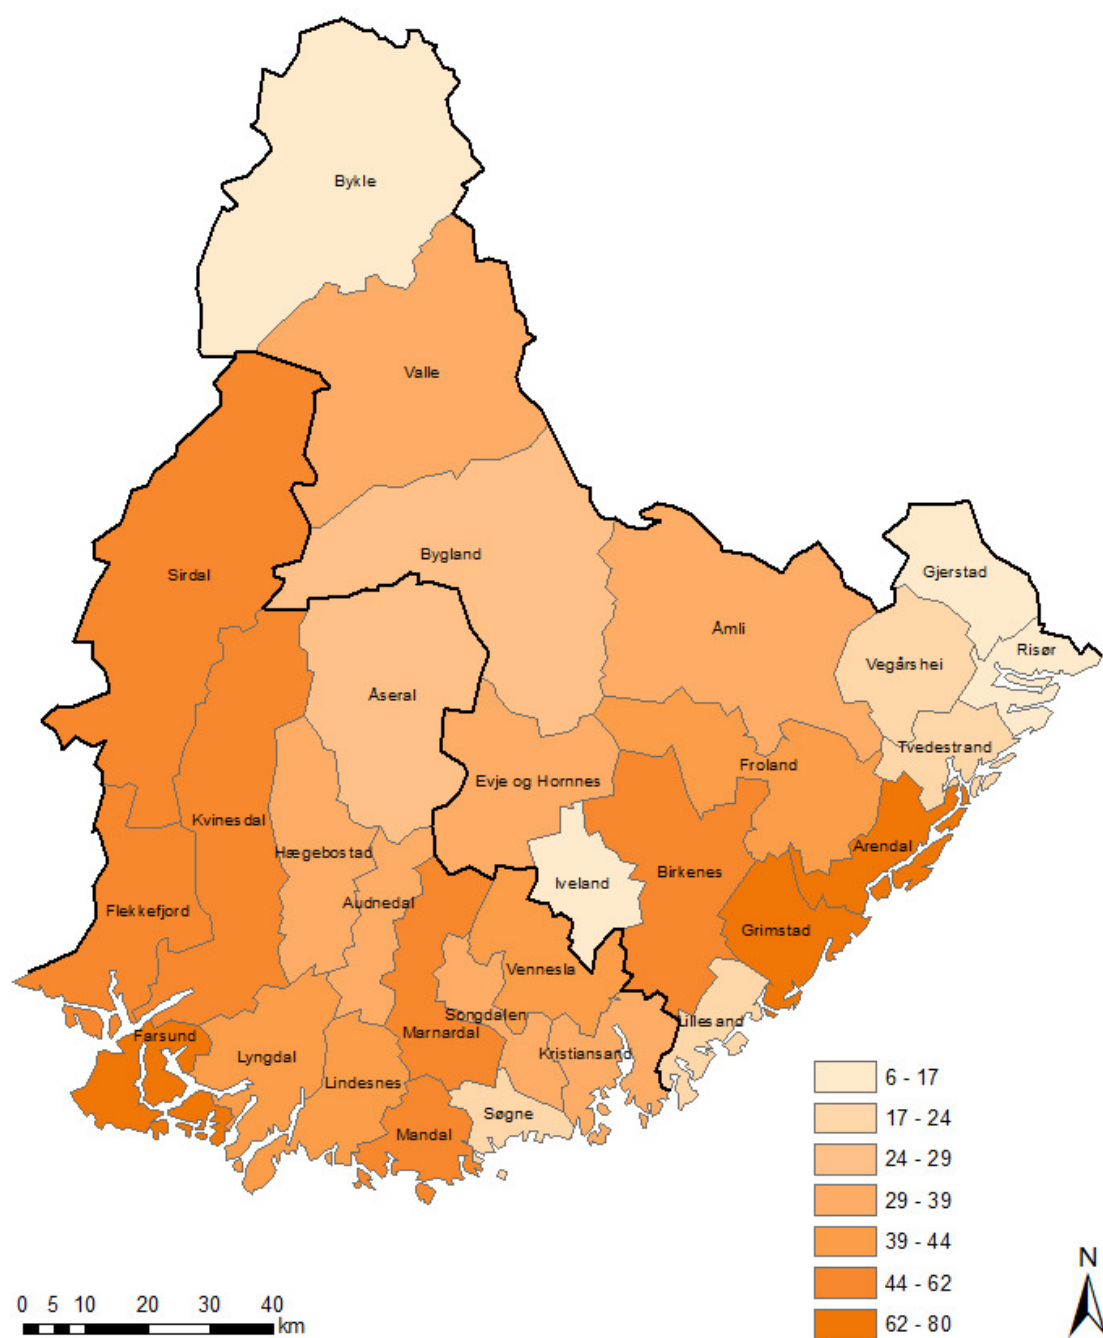 Bykle
Valle
Sirdal
Bygland
Gjerstad
Åmli
Risør
Vegårshei
Åseral
Tvedestrand
Froland
Evje og Hornnes
Kvinesdal
Arendal
Hægebostad
Birkenes
Iveland
Audnedal
Flekkefjord
Grimstad
Vennesla
Songdalen
Lillesand
Marnardal
Farsund
Kristiansand
Lyngdal
Lindesnes
Søgne
Mandal
6 - 17
17 - 24
24 - 29
29 - 39
39 - 44
44 - 62
62 - 80
N
0 5 10 20 30 40
km